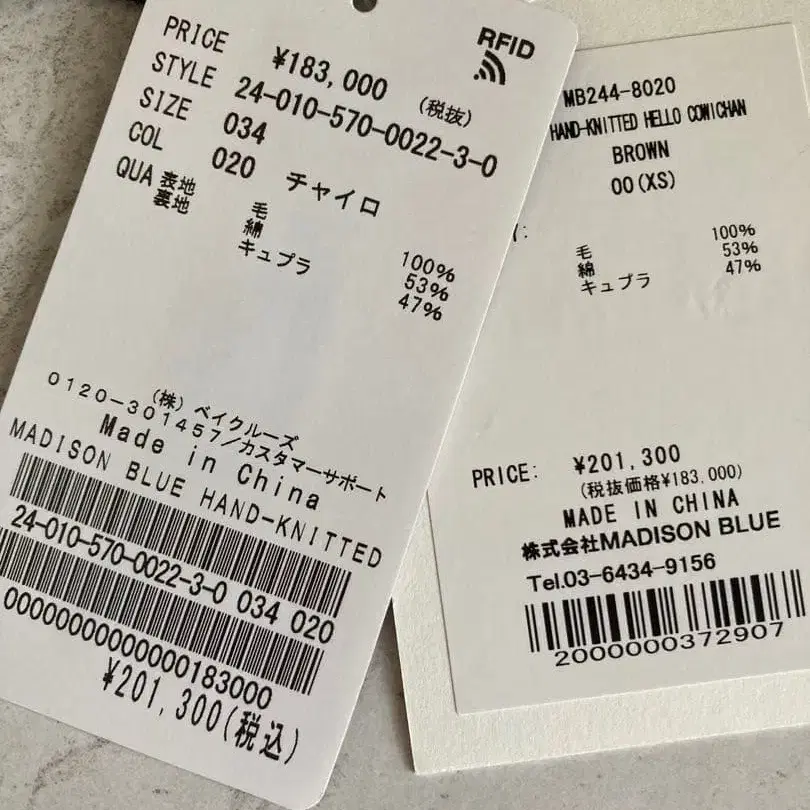 PRICE ¥183,000 (税抜)
STYLE 24-010-570-0022-3-0
SIZE 034
COL 020 チャイロ
QUA 表地 毛 100%
裏地 綿 53%
キュプラ 47%
(株) ベイクルーズ
0120-301457/カスタマーサポート
Made in China
MADISON BLUE HAND-KNITTED
24-010-570-0022-3-0 034 020
0000000000000183000
¥201,300(税込)
RFID
MB244-8020
HAND-KNITTED HELLO COWICHAN
BROWN
00(XS)
毛 100%
綿 53%
キュプラ 47%
PRICE: ¥201,300
(税抜価格¥183,000)
MADE IN CHINA
株式会社MADISON BLUE
Tel.03-6434-9156
2000000372907